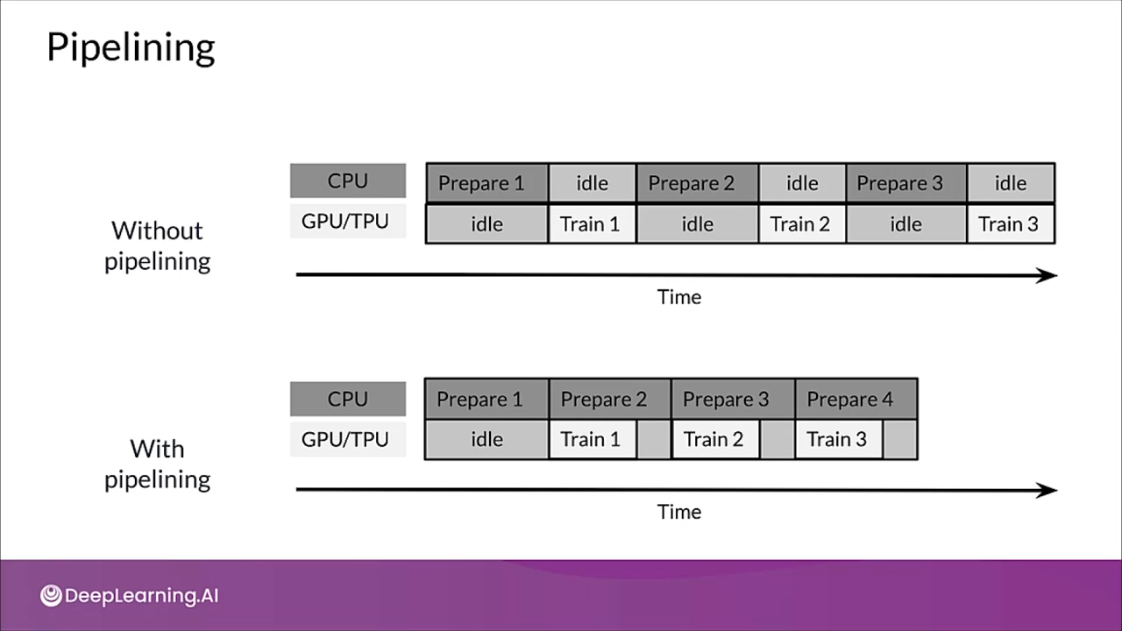 Pipelining
CPU
Prepare 1 idle Prepare 2 idle Prepare 3 idle
GPU/TPU
idle Train 1 idle Train 2 idle Train 3
Without
pipelining
Time
CPU
Prepare 1 Prepare 2 Prepare 3 Prepare 4
GPU/TPU
idle Train 1 Train 2 Train 3
With
pipelining
Time
DeepLearning.AI